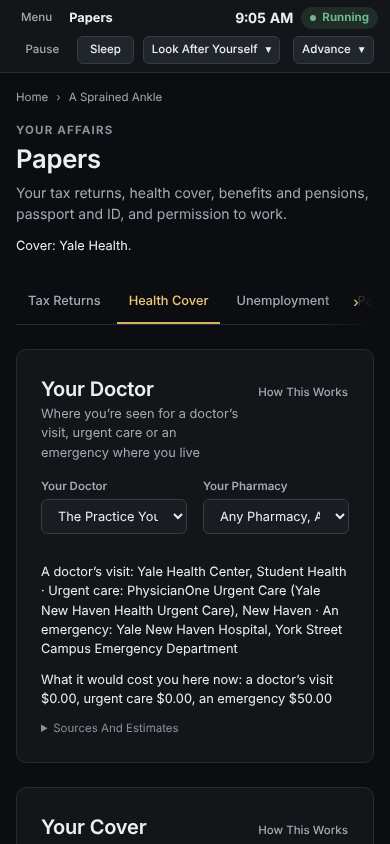 Menu Papers 9:05 AM Running
Pause Sleep Look After Yourself Advance
Home › A Sprained Ankle
YOUR AFFAIRS
Papers
Your tax returns, health cover, benefits and pensions,
passport and ID, and permission to work.
Cover: Yale Health.
Tax Returns Health Cover Unemployment
Your Doctor
How This Works
Where you're seen for a doctor's
visit, urgent care or an
emergency where you live
Your Doctor Your Pharmacy
The Practice You Any Pharmacy, A
A doctor's visit: Yale Health Center, Student Health
· Urgent care: PhysicianOne Urgent Care (Yale
New Haven Health Urgent Care), New Haven · An
emergency: Yale New Haven Hospital, York Street
Campus Emergency Department
What it would cost you here now: a doctor's visit
$0.00, urgent care $0.00, an emergency $50.00
Sources And Estimates
Your Cover
How This Works